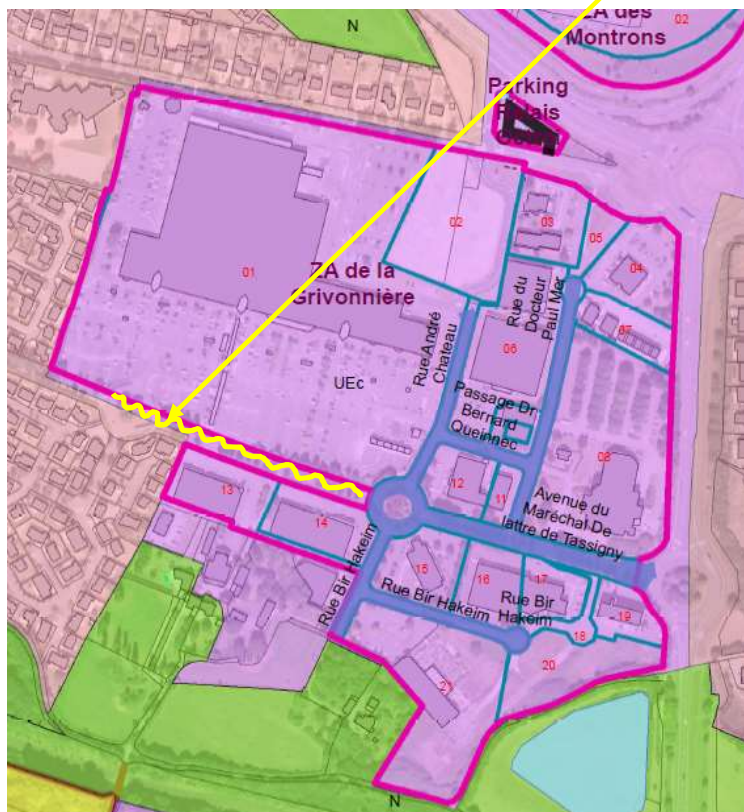 ZA des
Montrons
02
N
Parking
Relais
02
03
05
04
01
ZA de la
Grivonnière
Rue du
Docteur
Paul Mer
07
Rue André
Chateau
06
UEc
Passage Dr
Bernard
Queinnec
08
12
11
13
14
Avenue du
Maréchal De
lattre de Tassigny
Rue Bir Hakeim
15
16
17
Rue Bir Hakeim
Rue Bir
Hakeim
19
18
20
21
N